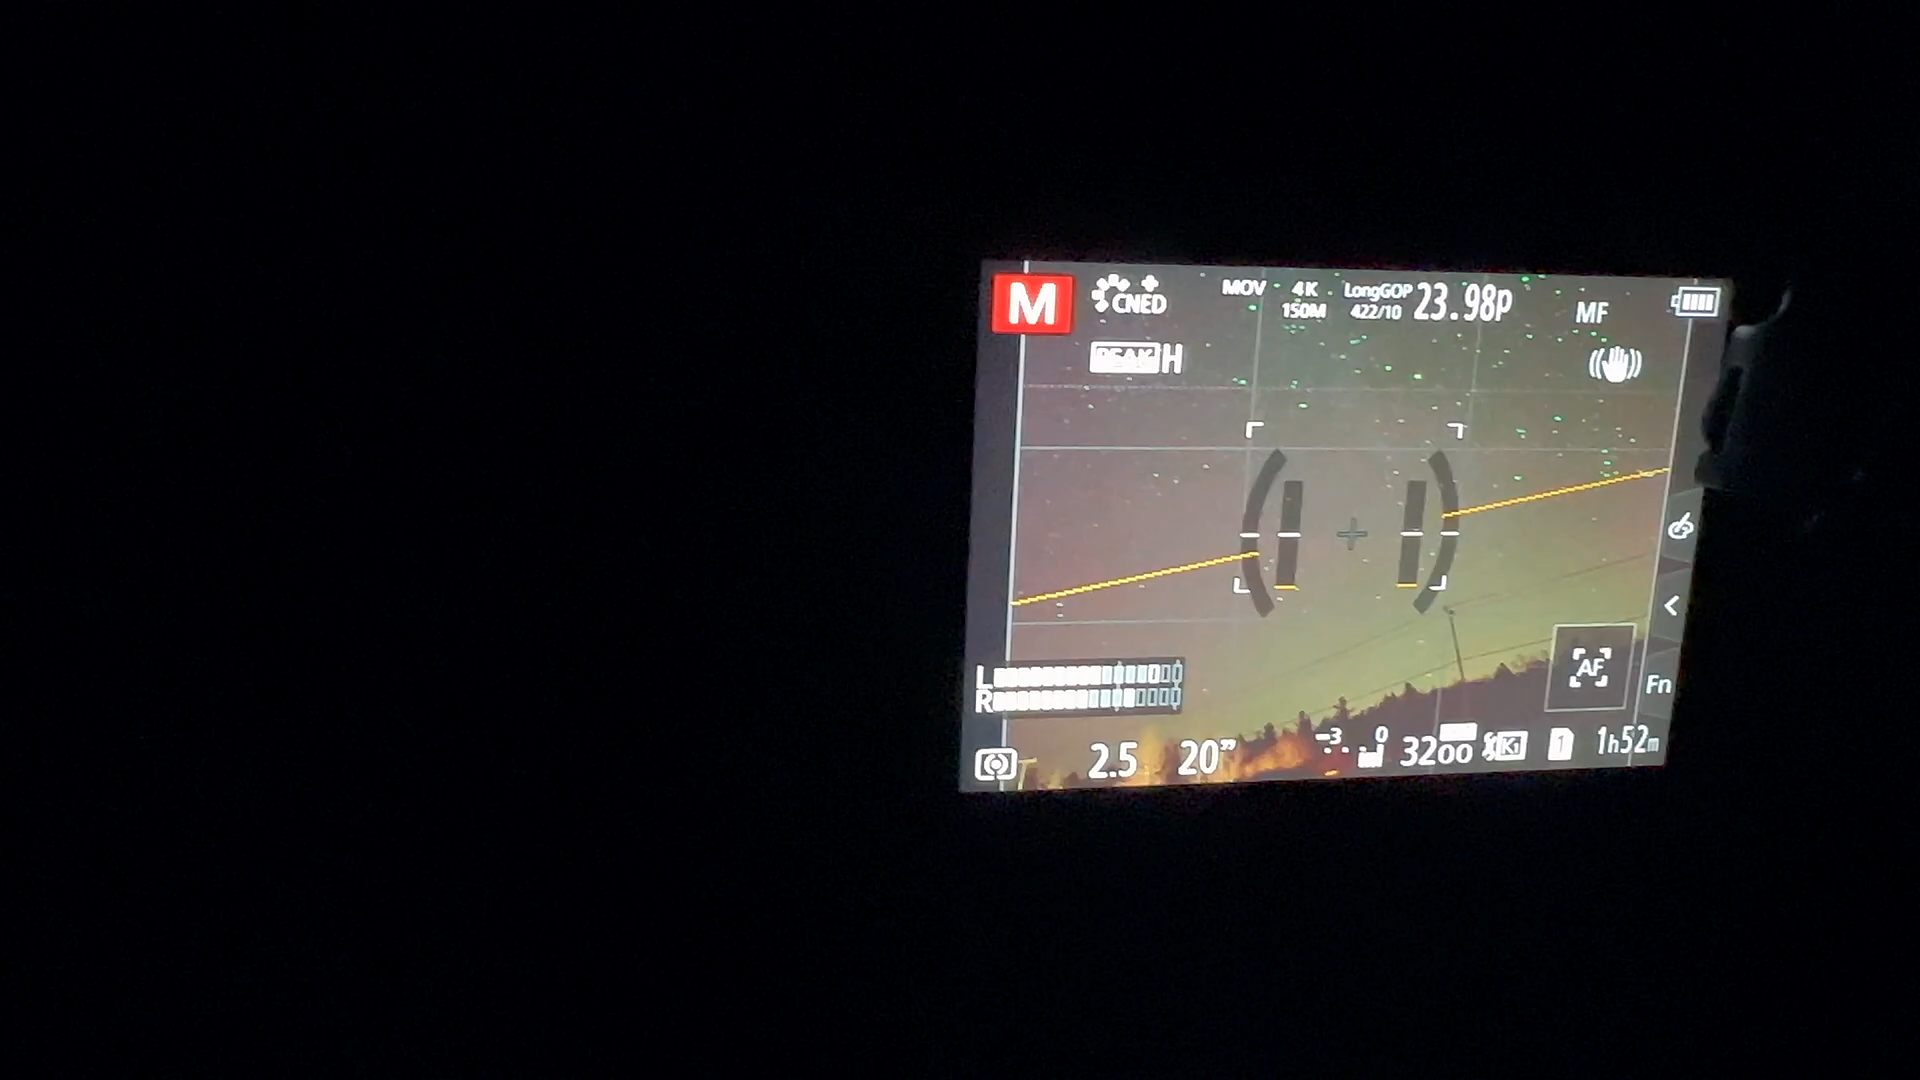 M CNED MOV 4K 150M LongGOP 422/10 23.98P MF
PEAK H
L
R
AF
Fn
2.5 20” -3 0 3200 1 1h52m